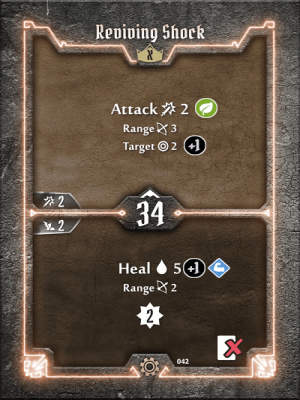 Reviving Shock
X
Attack 2
Range 3
Target 2 +1
2
34
2
Heal 5 +1
Range 2
2
042